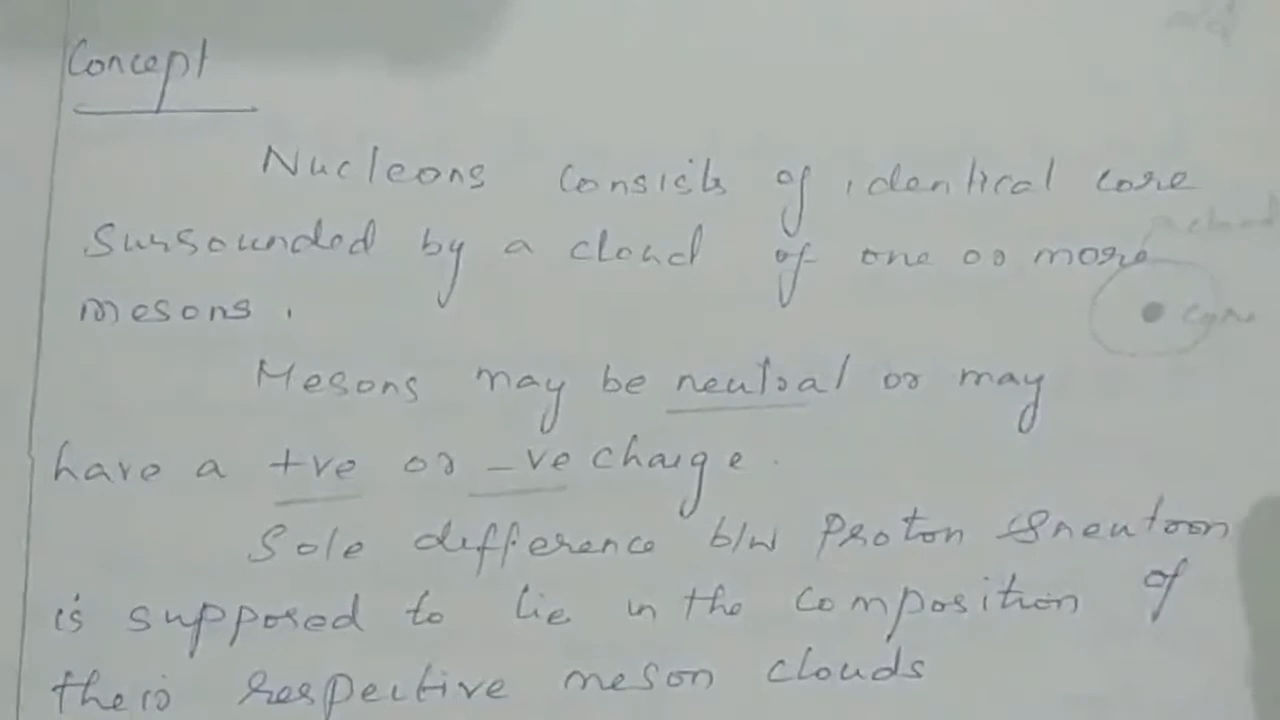 Concept
Nucleons consists of identical core
surrounded by a cloud of one or more
mesons.
core
Mesons may be neutral or may
have a +ve or -ve charge.
Sole difference b/w proton & neutron
is supposed to lie in the composition of
their respective meson clouds